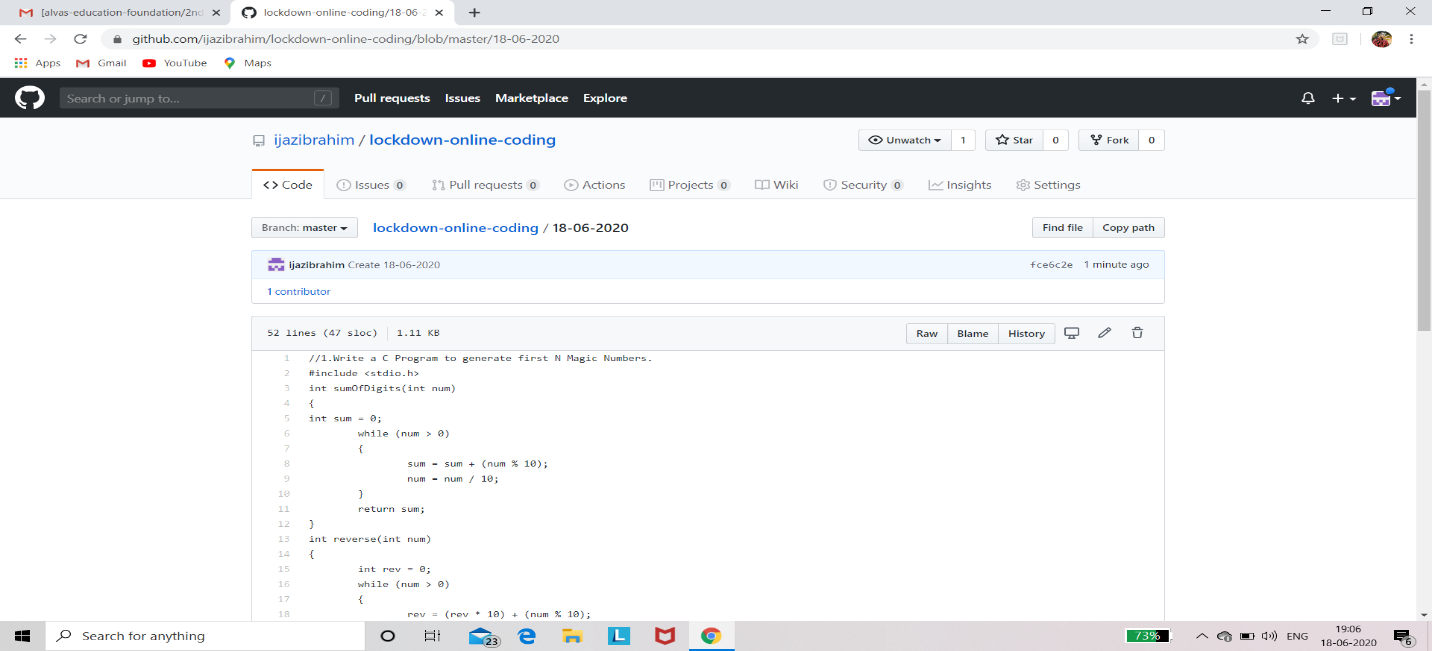 [alvas-education-foundation/2nd
lockdown-online-coding/18-06-2
github.com/ijazibrahim/lockdown-online-coding/blob/master/18-06-2020
Apps Gmail YouTube Maps
Search or jump to... / Pull requests Issues Marketplace Explore
ijazibrahim / lockdown-online-coding Unwatch 1 Star 0 Fork 0
Code Issues 0 Pull requests 0 Actions Projects 0 Wiki Security 0 Insights Settings
Branch: master lockdown-online-coding / 18-06-2020 Find file Copy path
ijazibrahim Create 18-06-2020 fce6c2e 1 minute ago
1 contributor
52 lines (47 sloc) 1.11 KB Raw Blame History
1 //1.Write a C Program to generate first N Magic Numbers.
2 #include <stdio.h>
3 int sumOfDigits(int num)
4 {
5 int sum = 0;
6 while (num > 0)
7 {
8 sum = sum + (num % 10);
9 num = num / 10;
10 }
11 return sum;
12 }
13 int reverse(int num)
14 {
15 int rev = 0;
16 while (num > 0)
17 {
18 rev = (rev * 10) + (num % 10);
Search for anything 23 73% ENG 19:06
18-06-2020 6